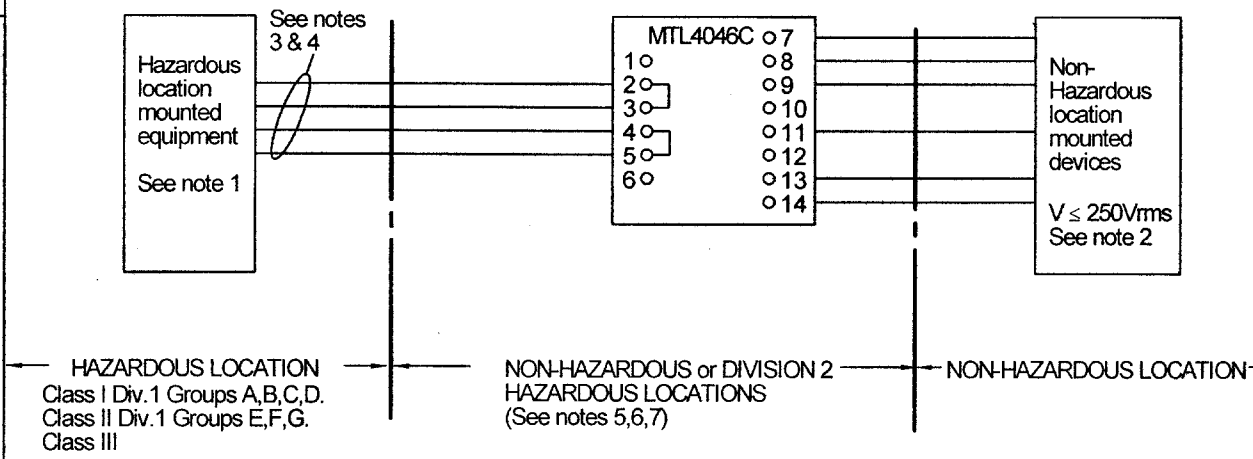 See notes
3 & 4
Hazardous
location
mounted
equipment
See note 1
MTL4046C
1
2
3
4
5
6
7
8
9
10
11
12
13
14
Non-
Hazardous
location
mounted
devices
V ≤ 250Vrms
See note 2
HAZARDOUS LOCATION
Class I Div.1 Groups A,B,C,D.
Class II Div.1 Groups E,F,G.
Class III
NON-HAZARDOUS or DIVISION 2
HAZARDOUS LOCATIONS
(See notes 5,6,7)
NON-HAZARDOUS LOCATION